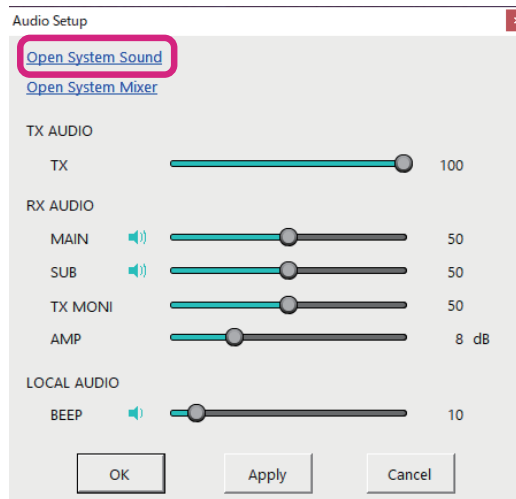 Audio Setup
Open System Sound
Open System Mixer
TX AUDIO
TX 100
RX AUDIO
MAIN 50
SUB 50
TX MONI 50
AMP 8 dB
LOCAL AUDIO
BEEP 10
OK Apply Cancel